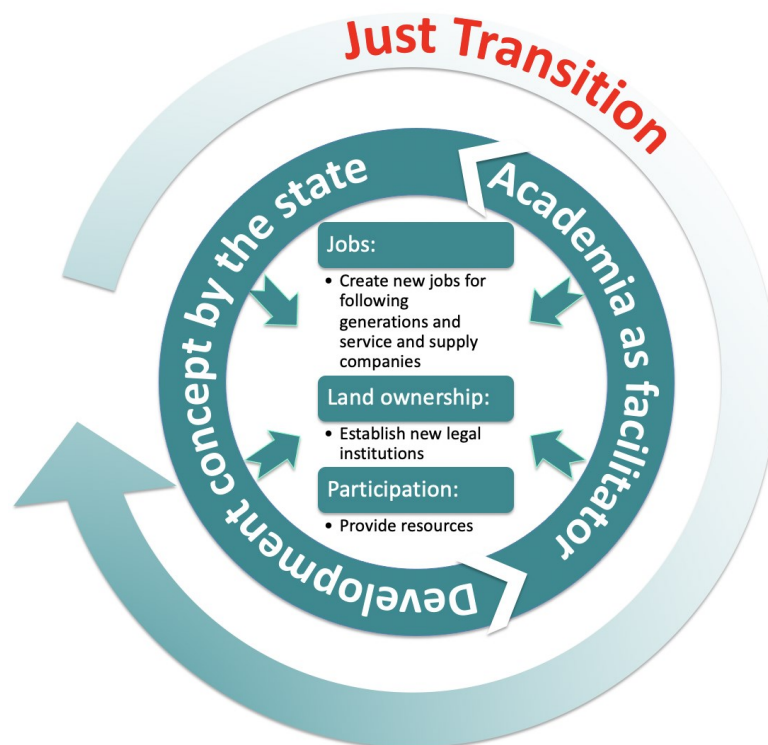 Just Transition
Development concept by the state
Academia as facilitator
Jobs:
• Create new jobs for
following
generations and
service and supply
companies
Land ownership:
• Establish new legal
institutions
Participation:
• Provide resources